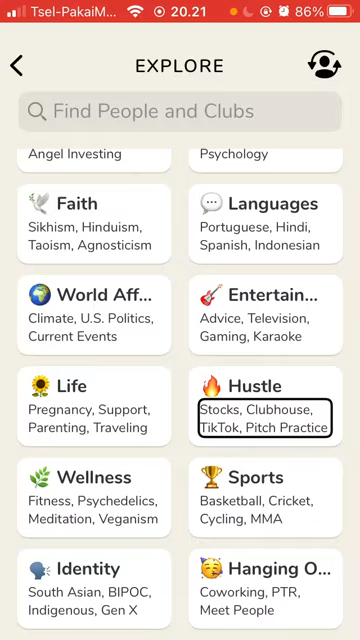 Tsel-PakaiM... 20.21 86%
EXPLORE
Find People and Clubs
Angel Investing
Psychology
Faith
Sikhism, Hinduism,
Taoism, Agnosticism
Languages
Portuguese, Hindi,
Spanish, Indonesian
World Aff...
Climate, U.S. Politics,
Current Events
Entertain...
Advice, Television,
Gaming, Karaoke
Life
Pregnancy, Support,
Parenting, Traveling
Hustle
Stocks, Clubhouse,
TikTok, Pitch Practice
Wellness
Fitness, Psychedelics,
Meditation, Veganism
Sports
Basketball, Cricket,
Cycling, MMA
Identity
South Asian, BIPOC,
Indigenous, Gen X
Hanging O...
Coworking, PTR,
Meet People